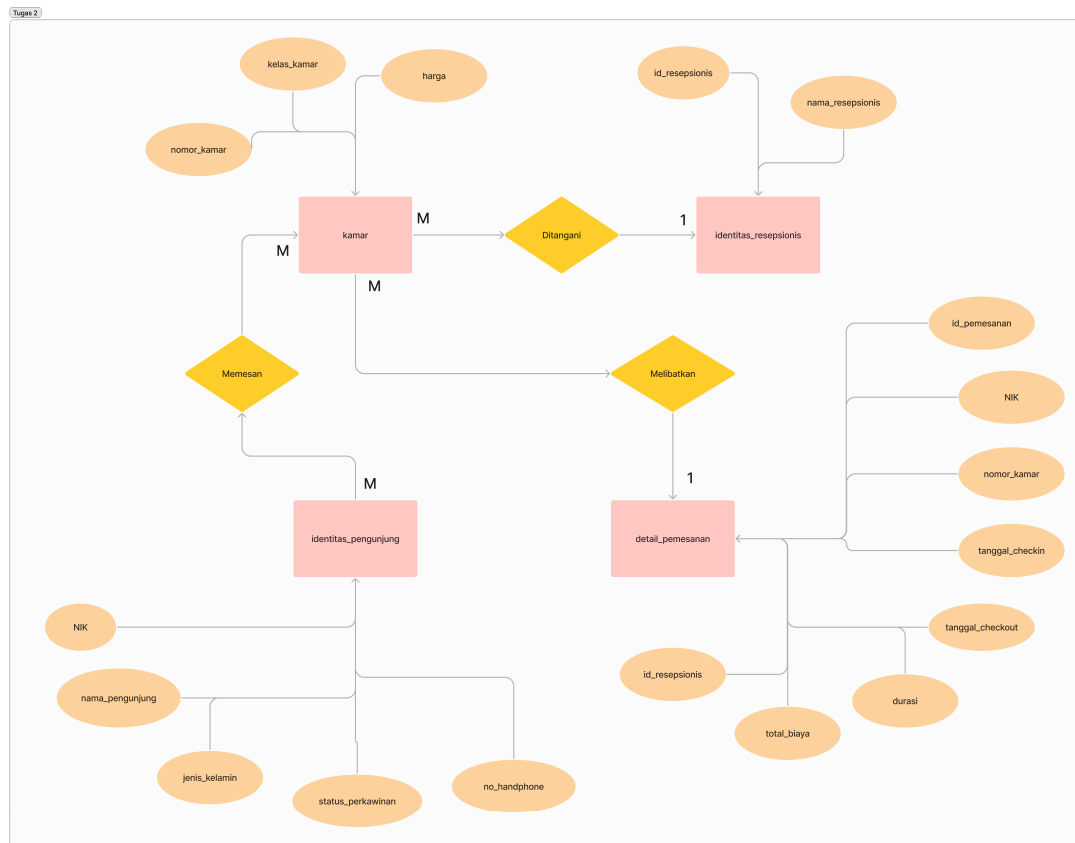 Tugas 2
kelas_kamar
harga
nomor_kamar
id_resepsionis
nama_resepsionis
kamar
M
Ditangani
1
identitas_resepsionis
M
M
id_pemesanan
Memesan
Melibatkan
NIK
M
1
nomor_kamar
identitas_pengunjung
detail_pemesanan
tanggal_checkin
NIK
tanggal_checkout
id_resepsionis
nama_pengunjung
durasi
total_biaya
jenis_kelamin
status_perkawinan
no_handphone